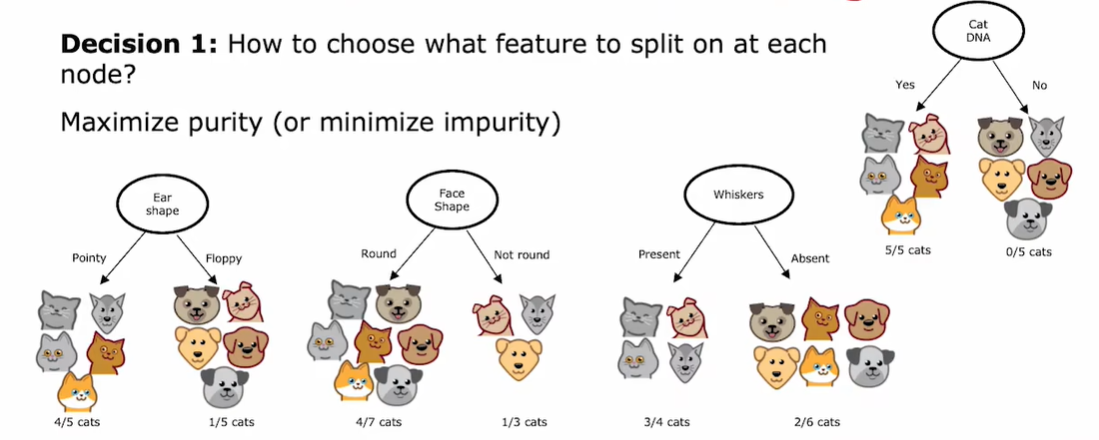 Decision 1: How to choose what feature to split on at each
node?
Maximize purity (or minimize impurity)
Cat
DNA
Yes
No
5/5 cats
0/5 cats
Ear
shape
Pointy
Floppy
4/5 cats
1/5 cats
Face
Shape
Round
Not round
4/7 cats
1/3 cats
Whiskers
Present
Absent
3/4 cats
2/6 cats